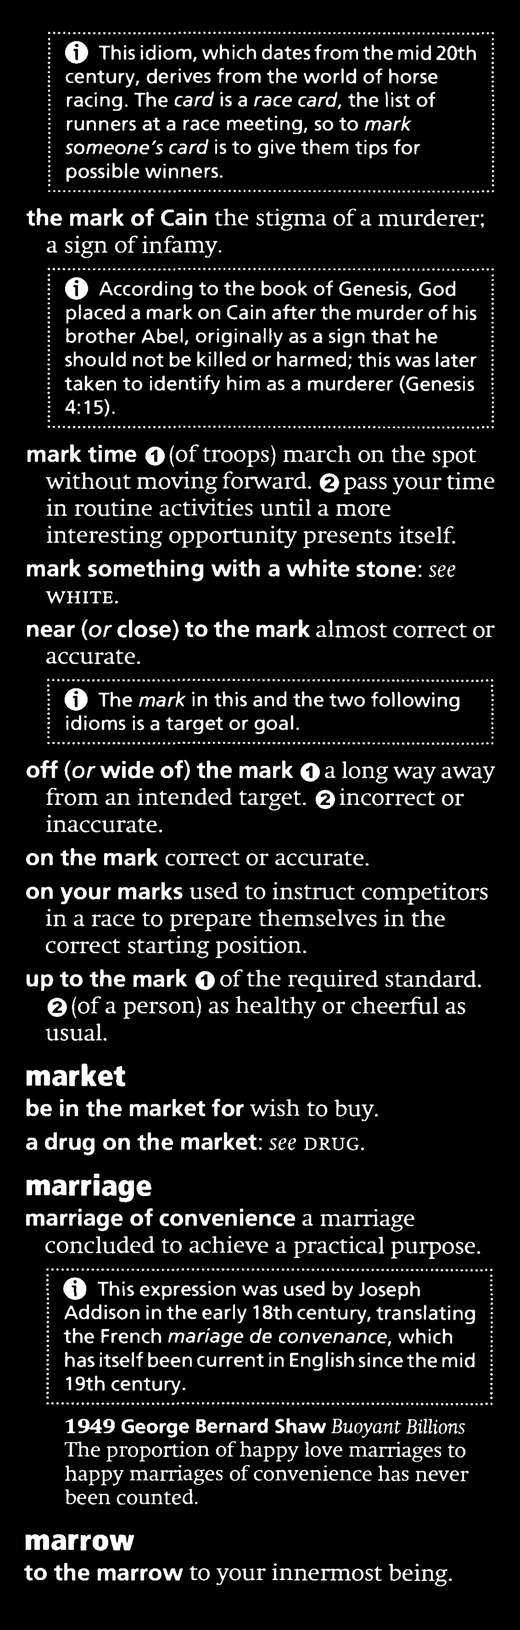 ⓘ This idiom, which dates from the mid 20th
century, derives from the world of horse
racing. The card is a race card, the list of
runners at a race meeting, so to mark
someone's card is to give them tips for
possible winners.
the mark of Cain the stigma of a murderer;
a sign of infamy.
ⓘ According to the book of Genesis, God
placed a mark on Cain after the murder of his
brother Abel, originally as a sign that he
should not be killed or harmed; this was later
taken to identify him as a murderer (Genesis
4:15).
mark time ❶ (of troops) march on the spot
without moving forward. ❷ pass your time
in routine activities until a more
interesting opportunity presents itself.
mark something with a white stone: see
WHITE.
near (or close) to the mark almost correct or
accurate.
ⓘ The mark in this and the two following
idioms is a target or goal.
off (or wide of) the mark ❶ a long way away
from an intended target. ❷ incorrect or
inaccurate.
on the mark correct or accurate.
on your marks used to instruct competitors
in a race to prepare themselves in the
correct starting position.
up to the mark ❶ of the required standard.
❷ (of a person) as healthy or cheerful as
usual.
market
be in the market for wish to buy.
a drug on the market: see DRUG.
marriage
marriage of convenience a marriage
concluded to achieve a practical purpose.
ⓘ This expression was used by Joseph
Addison in the early 18th century, translating
the French mariage de convenance, which
has itself been current in English since the mid
19th century.
1949 George Bernard Shaw Buoyant Billions
The proportion of happy love marriages to
happy marriages of convenience has never
been counted.
marrow
to the marrow to your innermost being.